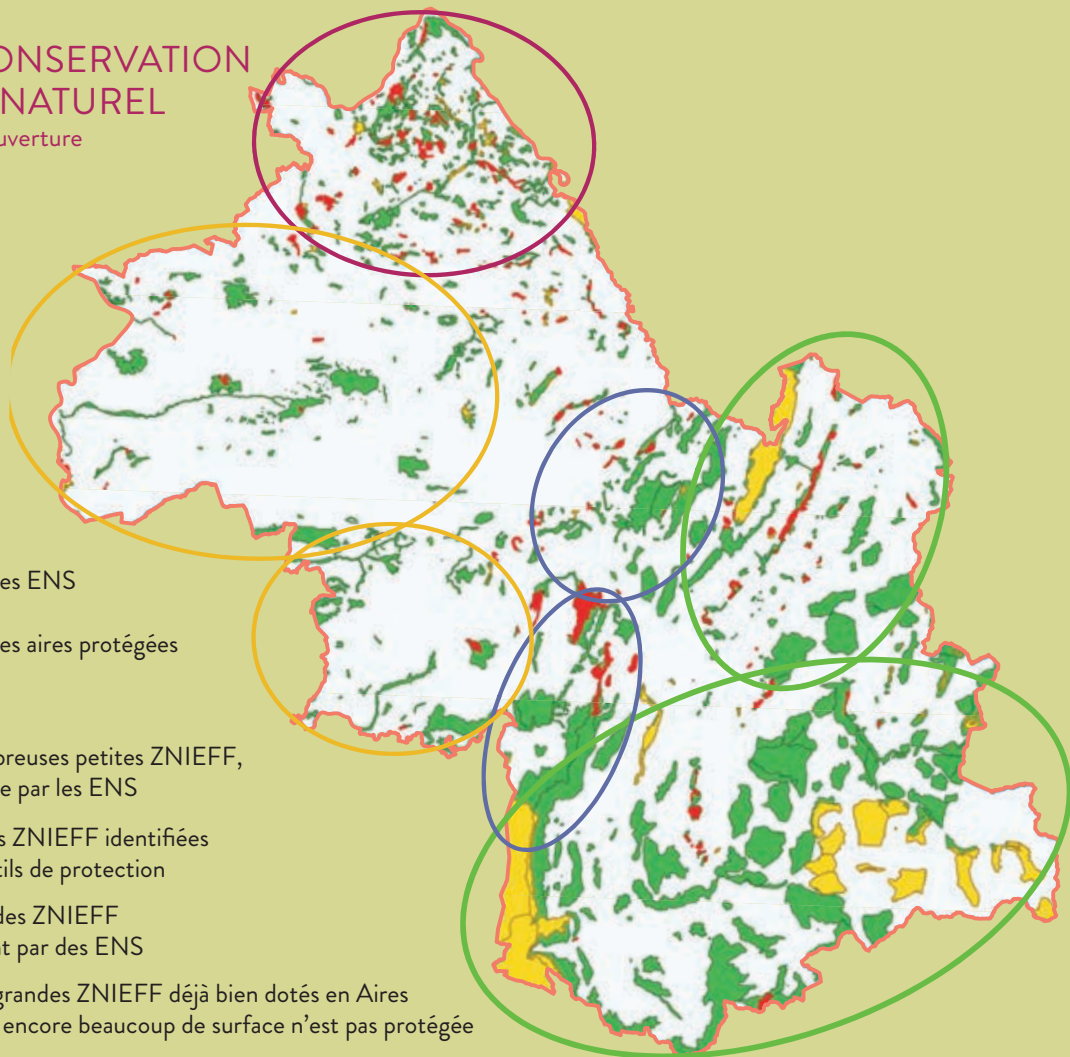 ONSERVATION
NATUREL
uverture
es ENS
es aires protégées
breuses petites ZNIEFF,
e par les ENS
s ZNIEFF identifiées
tils de protection
des ZNIEFF
t par des ENS
grandes ZNIEFF déjà bien dotés en Aires
encore beaucoup de surface n'est pas protégée